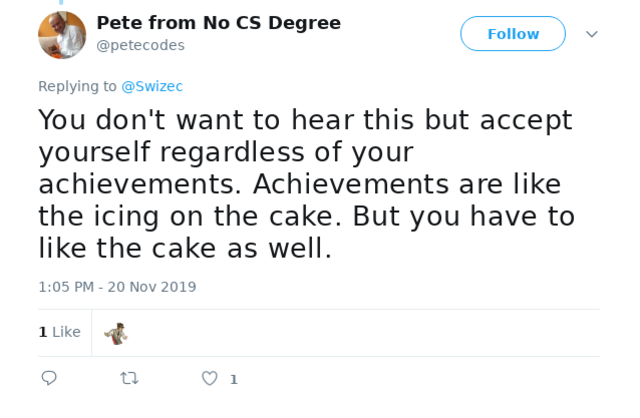 Pete from No CS Degree
@petecodes
Follow
Replying to @Swizec
You don't want to hear this but accept
yourself regardless of your
achievements. Achievements are like
the icing on the cake. But you have to
like the cake as well.
1:05 PM - 20 Nov 2019
1 Like
1